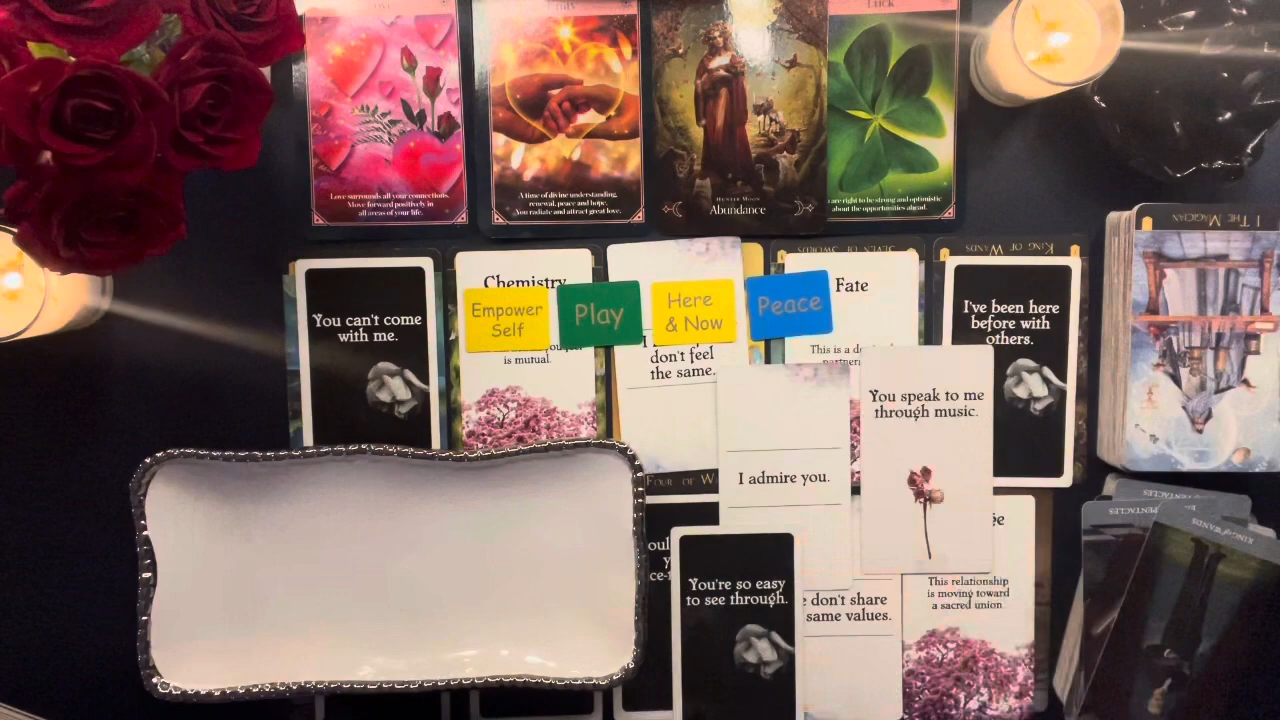 Luck
Love surrounds all your connections.
Move forward positively in
all areas of your life.
A time of divine understanding,
renewal, peace and hope.
You radiate and attract great love.
Hunter Moon
Abundance
are right to be strong and optimistic
about the opportunities ahead.
I The Magician
Seven of Swords
King of Wands
You can't come
with me.
Chemistry
is mutual.
Empower
Self
Play
Here
& Now
Peace
don't feel
the same.
Fate
This is a
I've been here
before with
others.
You speak to me
through music.
I admire you.
Four of
You're so easy
to see through.
don't share
same values.
This relationship
is moving toward
a sacred union.
Pentacles
Pentacles
King of Wands